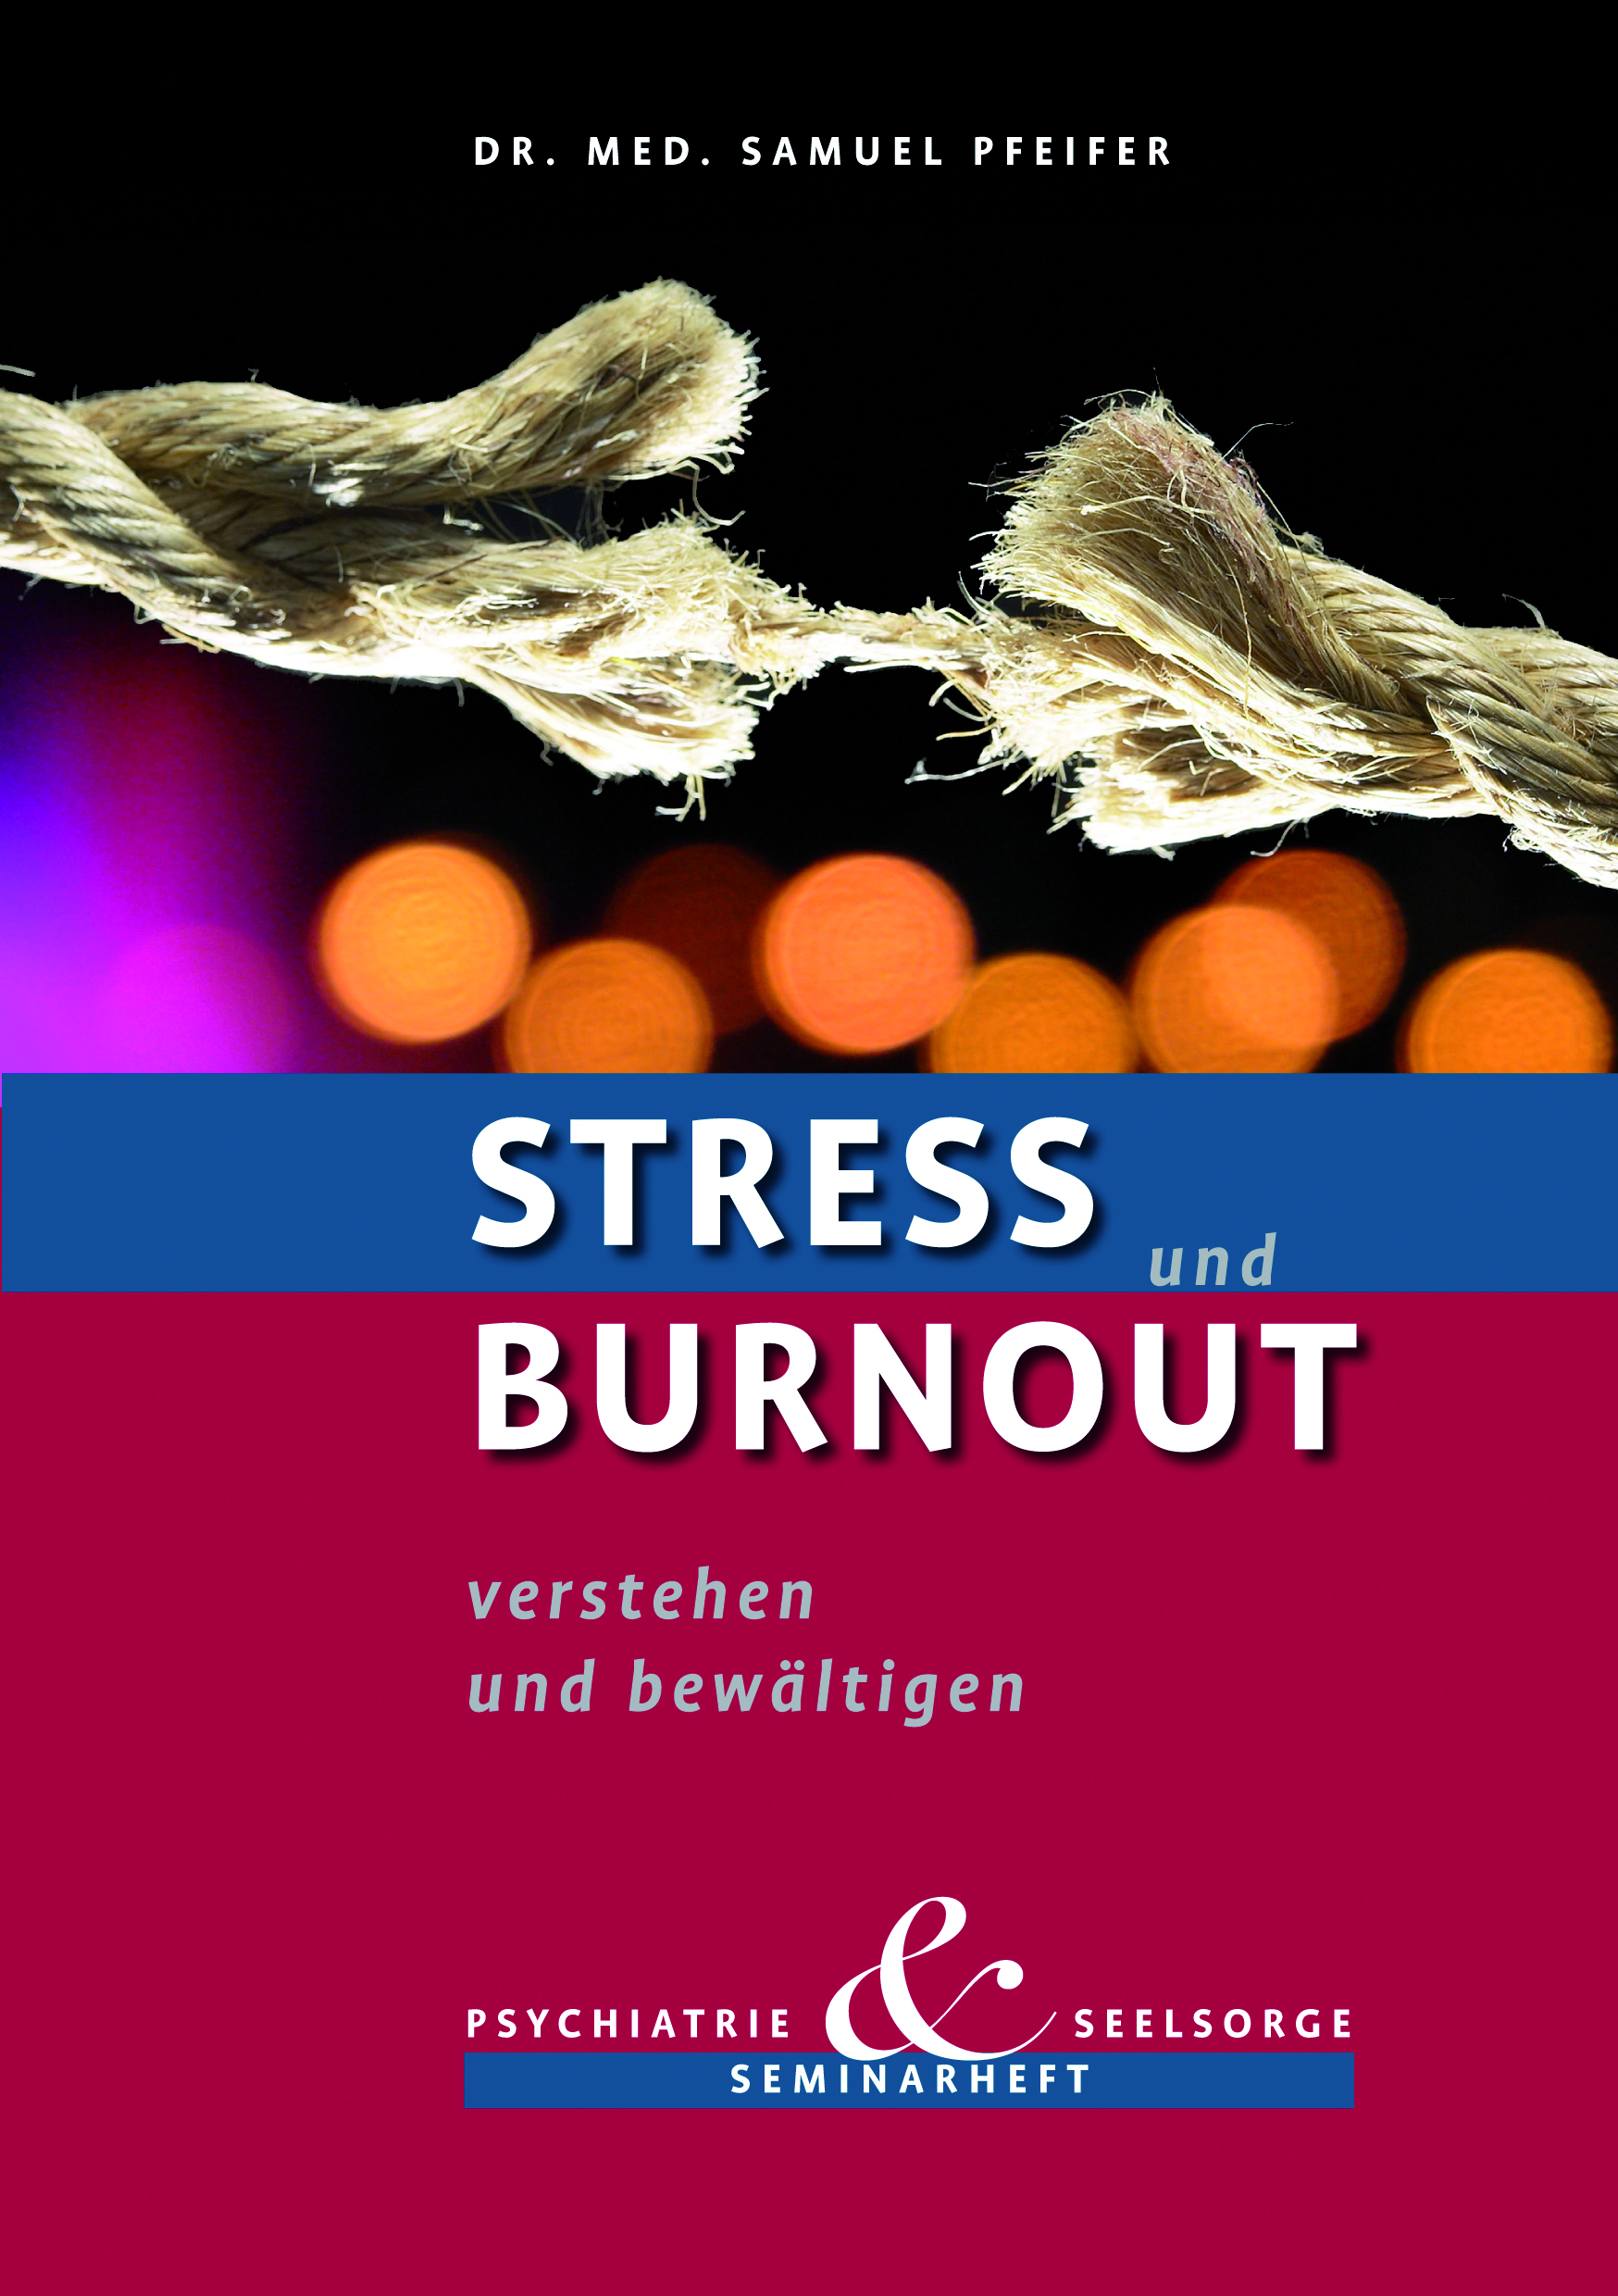 DR. MED. SAMUEL PFEIFER
STRESS und
BURNOUT
verstehen
und bewältigen
PSYCHIATRIE & SEELSORGE
SEMINARHEFT